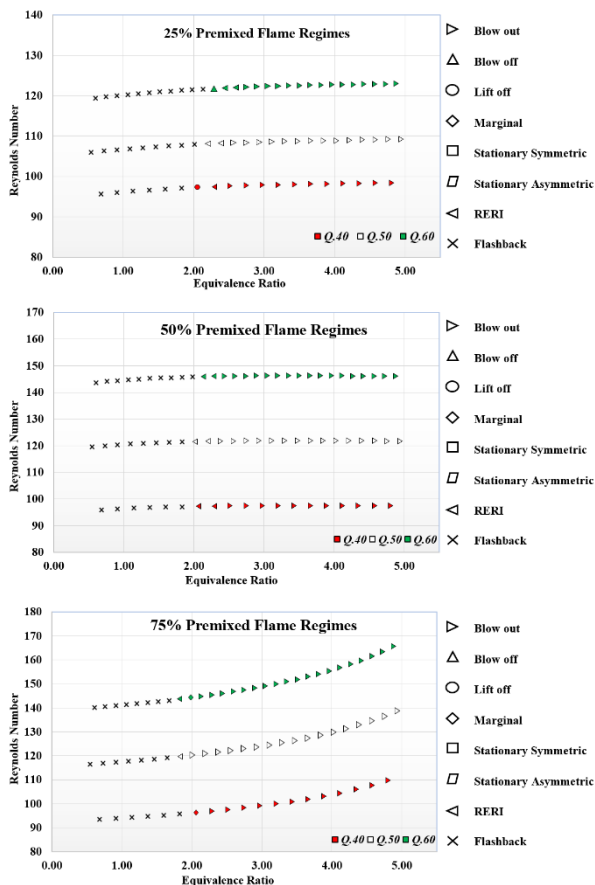 25% Premixed Flame Regimes
Reynolds Number
140
130
120
110
100
90
80
0.00 1.00 2.00 3.00 4.00 5.00
Equivalence Ratio
Q.40 Q.50 Q.60
Blow out
Blow off
Lift off
Marginal
Stationary Symmetric
Stationary Asymmetric
RERI
Flashback
50% Premixed Flame Regimes
Reynolds Number
170
160
150
140
130
120
110
100
90
80
0.00 1.00 2.00 3.00 4.00 5.00
Equivalence Ratio
Q.40 Q.50 Q.60
Blow out
Blow off
Lift off
Marginal
Stationary Symmetric
Stationary Asymmetric
RERI
Flashback
75% Premixed Flame Regimes
Reynolds Number
180
170
160
150
140
130
120
110
100
90
80
0.00 1.00 2.00 3.00 4.00 5.00
Equivalence Ratio
Q.40 Q.50 Q.60
Blow out
Blow off
Lift off
Marginal
Stationary Symmetric
Stationary Asymmetric
RERI
Flashback